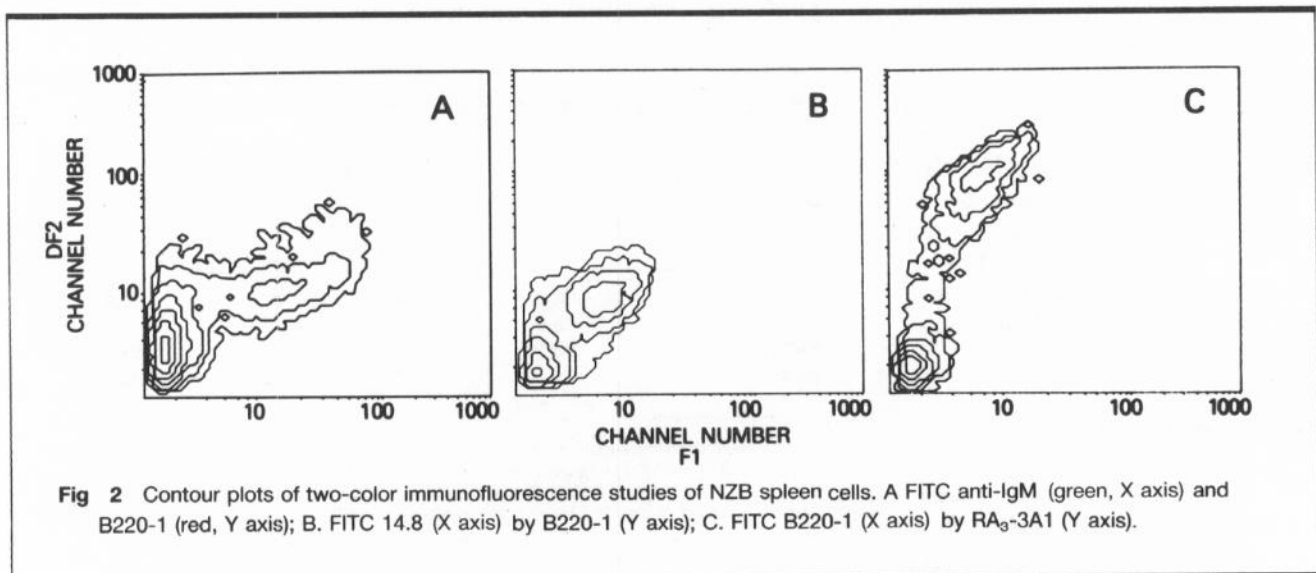 1000
100
10
DF2
CHANNEL NUMBER
A
B
C
10 100 1000
10 100 1000
10 100 1000
CHANNEL NUMBER
F1
Fig 2 Contour plots of two-color immunofluorescence studies of NZB spleen cells. A FITC anti-IgM (green, X axis) and
B220-1 (red, Y axis); B. FITC 14.8 (X axis) by B220-1 (Y axis); C. FITC B220-1 (X axis) by RA₃-3A1 (Y axis).